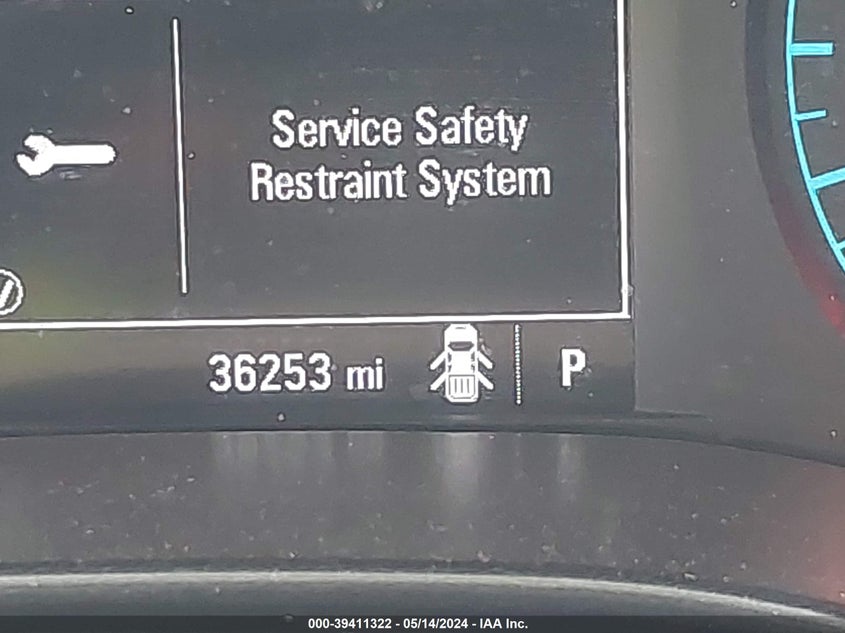 Service Safety
Restraint System
36253 mi
P
000-39411322 - 05/14/2024 - IAA Inc.